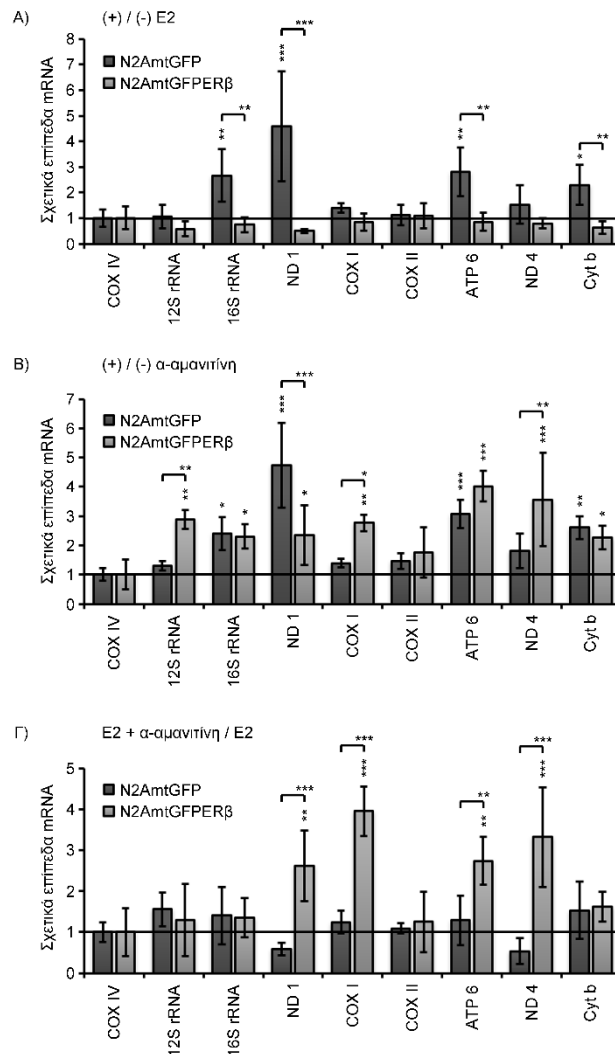 A) (+) / (-) E2
Σχετικά επίπεδα mRNA
8
7
6
5
4
3
2
1
0
N2AmtGFP
N2AmtGFPERβ
** **
*** ***
** **
* **
COX IV
12S rRNA
16S rRNA
ND 1
COX I
COX II
ATP 6
ND 4
Cyt b
B) (+) / (-) α-αμανιτίνη
Σχετικά επίπεδα mRNA
7
6
5
4
3
2
1
0
N2AmtGFP
N2AmtGFPERβ
** **
* *
*** *** *
* **
*** ***
** ***
** *
COX IV
12S rRNA
16S rRNA
ND 1
COX I
COX II
ATP 6
ND 4
Cyt b
Γ) E2 + α-αμανιτίνη / E2
Σχετικά επίπεδα mRNA
5
4
3
2
1
0
N2AmtGFP
N2AmtGFPERβ
*** **
*** ***
** **
*** ***
COX IV
12S rRNA
16S rRNA
ND 1
COX I
COX II
ATP 6
ND 4
Cyt b